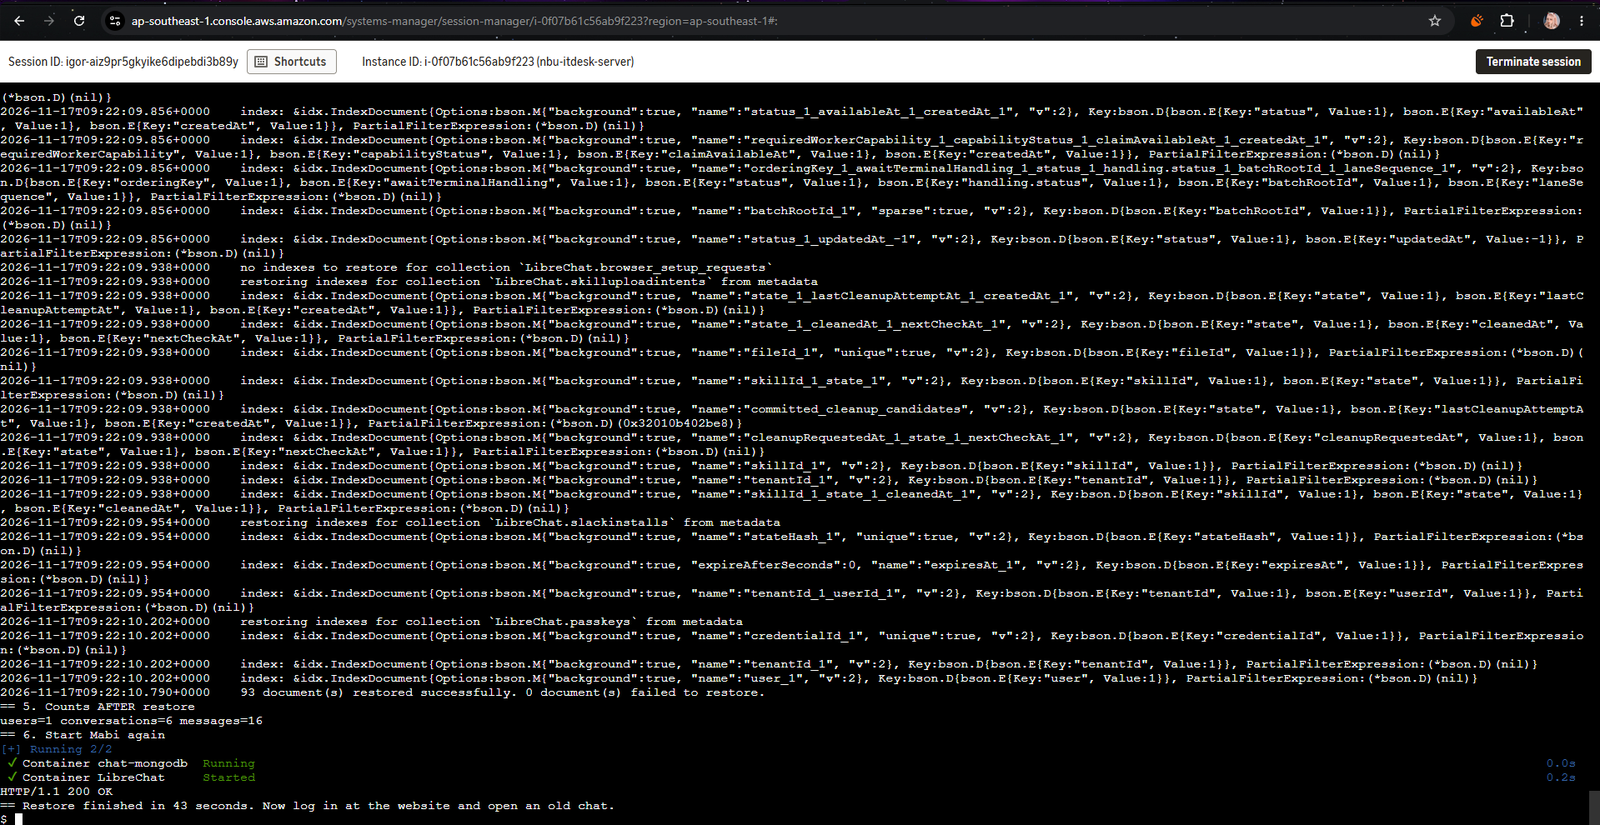 ap-southeast-1.console.aws.amazon.com/systems-manager/session-manager/i-0f07b61c56ab9f223?region=ap-southeast-1#:
Session ID: igor-aiz9pr5gkyike6dipebdi3b89y Shortcuts Instance ID: i-0f07b61c56ab9f223 (nbu-itdesk-server) Terminate session
(*bson.D)(nil)}
2026-11-17T09:22:09.856+0000 index: &idx.IndexDocument{Options:bson.M{"background":true, "name":"status_1_availableAt_1_createdAt_1", "v":2}, Key:bson.D{bson.E{Key:"status", Value:1}, bson.E{Key:"availableAt"
, Value:1}, bson.E{Key:"createdAt", Value:1}}, PartialFilterExpression:(*bson.D)(nil)}
2026-11-17T09:22:09.856+0000 index: &idx.IndexDocument{Options:bson.M{"background":true, "name":"requiredWorkerCapability_1_capabilityStatus_1_claimAvailableAt_1_createdAt_1", "v":2}, Key:bson.D{bson.E{Key:"r
equiredWorkerCapability", Value:1}, bson.E{Key:"capabilityStatus", Value:1}, bson.E{Key:"claimAvailableAt", Value:1}, bson.E{Key:"createdAt", Value:1}}, PartialFilterExpression:(*bson.D)(nil)}
2026-11-17T09:22:09.856+0000 index: &idx.IndexDocument{Options:bson.M{"background":true, "name":"orderingKey_1_awaitTerminalHandling_1_status_1_handling.status_1_batchRootId_1_laneSequence_1", "v":2}, Key:bso
n.D{bson.E{Key:"orderingKey", Value:1}, bson.E{Key:"awaitTerminalHandling", Value:1}, bson.E{Key:"status", Value:1}, bson.E{Key:"handling.status", Value:1}, bson.E{Key:"batchRootId", Value:1}, bson.E{Key:"laneSe
quence", Value:1}}, PartialFilterExpression:(*bson.D)(nil)}
2026-11-17T09:22:09.856+0000 index: &idx.IndexDocument{Options:bson.M{"background":true, "name":"batchRootId_1", "sparse":true, "v":2}, Key:bson.D{bson.E{Key:"batchRootId", Value:1}}, PartialFilterExpression:
(*bson.D)(nil)}
2026-11-17T09:22:09.856+0000 index: &idx.IndexDocument{Options:bson.M{"background":true, "name":"status_1_updatedAt_-1", "v":2}, Key:bson.D{bson.E{Key:"status", Value:1}, bson.E{Key:"updatedAt", Value:-1}}, P
artialFilterExpression:(*bson.D)(nil)}
2026-11-17T09:22:09.938+0000 no indexes to restore for collection `LibreChat.browser_setup_requests`
2026-11-17T09:22:09.938+0000 restoring indexes for collection `LibreChat.skilluploadintents` from metadata
2026-11-17T09:22:09.938+0000 index: &idx.IndexDocument{Options:bson.M{"background":true, "name":"state_1_lastCleanupAttemptAt_1_createdAt_1", "v":2}, Key:bson.D{bson.E{Key:"state", Value:1}, bson.E{Key:"lastC
leanupAttemptAt", Value:1}, bson.E{Key:"createdAt", Value:1}}, PartialFilterExpression:(*bson.D)(nil)}
2026-11-17T09:22:09.938+0000 index: &idx.IndexDocument{Options:bson.M{"background":true, "name":"state_1_cleanedAt_1_nextCheckAt_1", "v":2}, Key:bson.D{bson.E{Key:"state", Value:1}, bson.E{Key:"cleanedAt", Va
lue:1}, bson.E{Key:"nextCheckAt", Value:1}}, PartialFilterExpression:(*bson.D)(nil)}
2026-11-17T09:22:09.938+0000 index: &idx.IndexDocument{Options:bson.M{"background":true, "name":"fileId_1", "unique":true, "v":2}, Key:bson.D{bson.E{Key:"fileId", Value:1}}, PartialFilterExpression:(*bson.D)(
nil)}
2026-11-17T09:22:09.938+0000 index: &idx.IndexDocument{Options:bson.M{"background":true, "name":"skillId_1_state_1", "v":2}, Key:bson.D{bson.E{Key:"skillId", Value:1}, bson.E{Key:"state", Value:1}}, PartialFi
lterExpression:(*bson.D)(nil)}
2026-11-17T09:22:09.938+0000 index: &idx.IndexDocument{Options:bson.M{"background":true, "name":"committed_cleanup_candidates", "v":2}, Key:bson.D{bson.E{Key:"state", Value:1}, bson.E{Key:"lastCleanupAttemptA
t", Value:1}, bson.E{Key:"createdAt", Value:1}}, PartialFilterExpression:(*bson.D)(0x32010b402be8)}
2026-11-17T09:22:09.938+0000 index: &idx.IndexDocument{Options:bson.M{"background":true, "name":"cleanupRequestedAt_1_state_1_nextCheckAt_1", "v":2}, Key:bson.D{bson.E{Key:"cleanupRequestedAt", Value:1}, bson
.E{Key:"state", Value:1}, bson.E{Key:"nextCheckAt", Value:1}}, PartialFilterExpression:(*bson.D)(nil)}
2026-11-17T09:22:09.938+0000 index: &idx.IndexDocument{Options:bson.M{"background":true, "name":"skillId_1", "v":2}, Key:bson.D{bson.E{Key:"skillId", Value:1}}, PartialFilterExpression:(*bson.D)(nil)}
2026-11-17T09:22:09.938+0000 index: &idx.IndexDocument{Options:bson.M{"background":true, "name":"tenantId_1", "v":2}, Key:bson.D{bson.E{Key:"tenantId", Value:1}}, PartialFilterExpression:(*bson.D)(nil)}
2026-11-17T09:22:09.938+0000 index: &idx.IndexDocument{Options:bson.M{"background":true, "name":"skillId_1_state_1_cleanedAt_1", "v":2}, Key:bson.D{bson.E{Key:"skillId", Value:1}, bson.E{Key:"state", Value:1}
, bson.E{Key:"cleanedAt", Value:1}}, PartialFilterExpression:(*bson.D)(nil)}
2026-11-17T09:22:09.954+0000 restoring indexes for collection `LibreChat.slackinstalls` from metadata
2026-11-17T09:22:09.954+0000 index: &idx.IndexDocument{Options:bson.M{"background":true, "name":"stateHash_1", "unique":true, "v":2}, Key:bson.D{bson.E{Key:"stateHash", Value:1}}, PartialFilterExpression:(*bs
on.D)(nil)}
2026-11-17T09:22:09.954+0000 index: &idx.IndexDocument{Options:bson.M{"background":true, "expireAfterSeconds":0, "name":"expiresAt_1", "v":2}, Key:bson.D{bson.E{Key:"expiresAt", Value:1}}, PartialFilterExpres
sion:(*bson.D)(nil)}
2026-11-17T09:22:09.954+0000 index: &idx.IndexDocument{Options:bson.M{"background":true, "name":"tenantId_1_userId_1", "v":2}, Key:bson.D{bson.E{Key:"tenantId", Value:1}, bson.E{Key:"userId", Value:1}}, Parti
alFilterExpression:(*bson.D)(nil)}
2026-11-17T09:22:10.202+0000 restoring indexes for collection `LibreChat.passkeys` from metadata
2026-11-17T09:22:10.202+0000 index: &idx.IndexDocument{Options:bson.M{"background":true, "name":"credentialId_1", "unique":true, "v":2}, Key:bson.D{bson.E{Key:"credentialId", Value:1}}, PartialFilterExpressio
n:(*bson.D)(nil)}
2026-11-17T09:22:10.202+0000 index: &idx.IndexDocument{Options:bson.M{"background":true, "name":"tenantId_1", "v":2}, Key:bson.D{bson.E{Key:"tenantId", Value:1}}, PartialFilterExpression:(*bson.D)(nil)}
2026-11-17T09:22:10.202+0000 index: &idx.IndexDocument{Options:bson.M{"background":true, "name":"user_1", "v":2}, Key:bson.D{bson.E{Key:"user", Value:1}}, PartialFilterExpression:(*bson.D)(nil)}
2026-11-17T09:22:10.790+0000 93 document(s) restored successfully. 0 document(s) failed to restore.
== 5. Counts AFTER restore
users=1 conversations=6 messages=16
== 6. Start Mabi again
[+] Running 2/2
✓ Container chat-mongodb Running 0.0s
✓ Container LibreChat Started 0.2s
HTTP/1.1 200 OK
== Restore finished in 43 seconds. Now log in at the website and open an old chat.
$